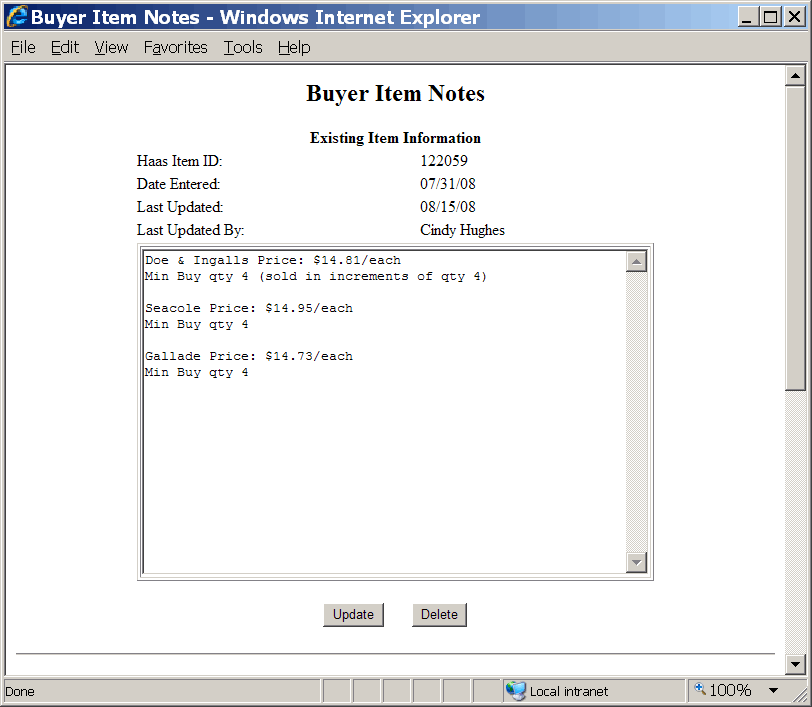 Buyer Item Notes - Windows Internet Explorer
File Edit View Favorites Tools Help
Buyer Item Notes
Existing Item Information
Haas Item ID: 122059
Date Entered: 07/31/08
Last Updated: 08/15/08
Last Updated By: Cindy Hughes
Doe & Ingalls Price: $14.81/each
Min Buy qty 4 (sold in increments of qty 4)
Seacole Price: $14.95/each
Min Buy qty 4
Gallade Price: $14.73/each
Min Buy qty 4
Update Delete
Done Local intranet 100%